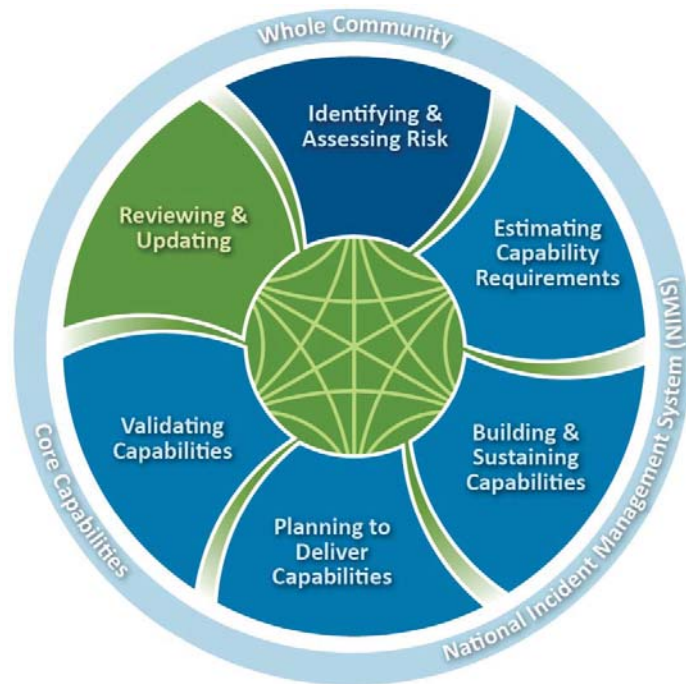 Whole Community
Identifying &
Assessing Risk
Estimating
Capability
Requirements
Building &
Sustaining
Capabilities
Planning to
Deliver
Capabilities
Validating
Capabilities
Reviewing &
Updating
National Incident Management System (NIMS)
Core Capabilities